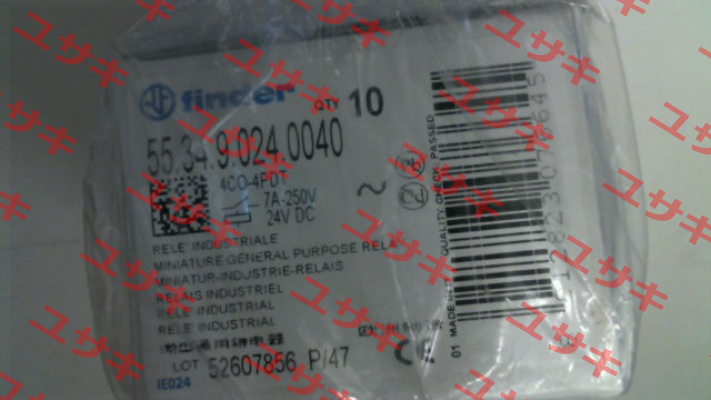 finder QTY 10
55.34.9.024.0040
4CO-4PDT
7A-250V
24V DC
RELE' INDUSTRIALE
MINIATURE GENERAL PURPOSE RELAY
MINIATUR-INDUSTRIE-RELAIS
RELAIS INDUSTRIEL
RELE' INDUSTRIAL
RELE' INDUSTRIAL
LOT 52607856 P/47
CE
IE024
QUALITY CHECK: PASSED
01 MADE IN
ユサキ